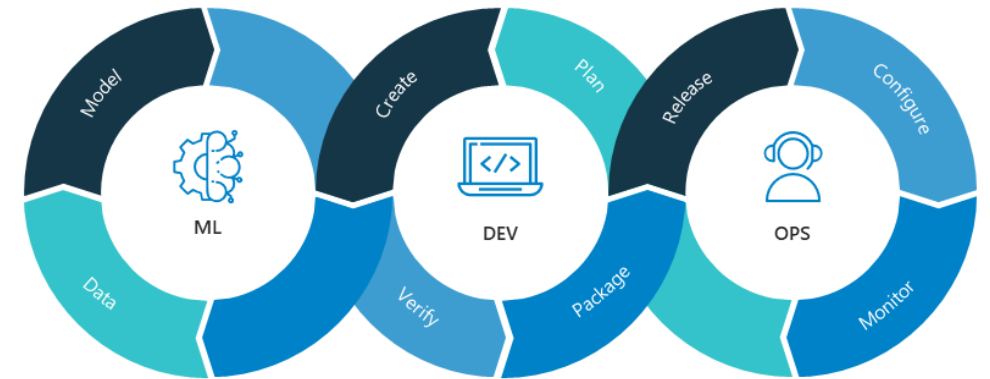 Model
Data
ML
Create
Plan
Verify
Package
DEV
Release
Configure
Monitor
OPS